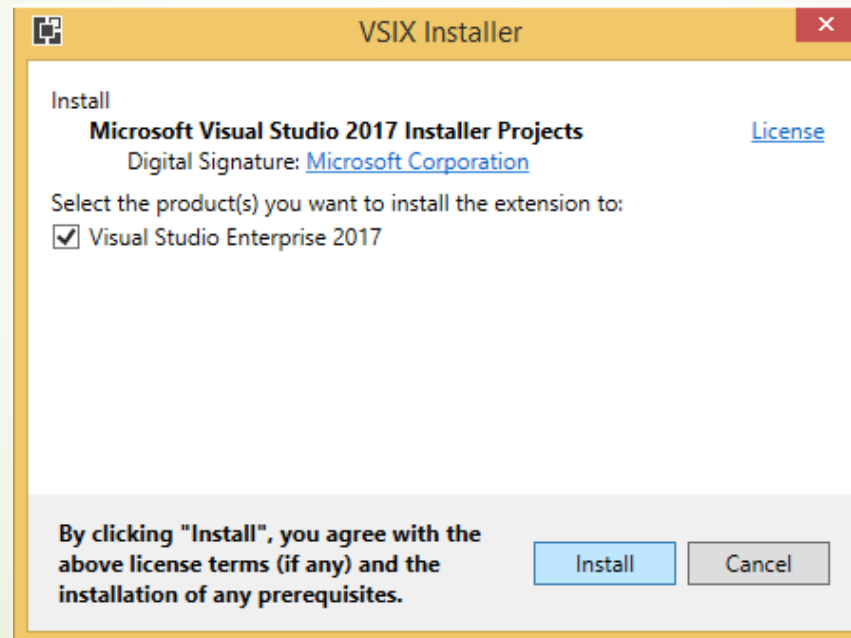 VSIX Installer
Install
Microsoft Visual Studio 2017 Installer Projects License
Digital Signature: Microsoft Corporation
Select the product(s) you want to install the extension to:
Visual Studio Enterprise 2017
By clicking "Install", you agree with the
above license terms (if any) and the
installation of any prerequisites.
Install Cancel